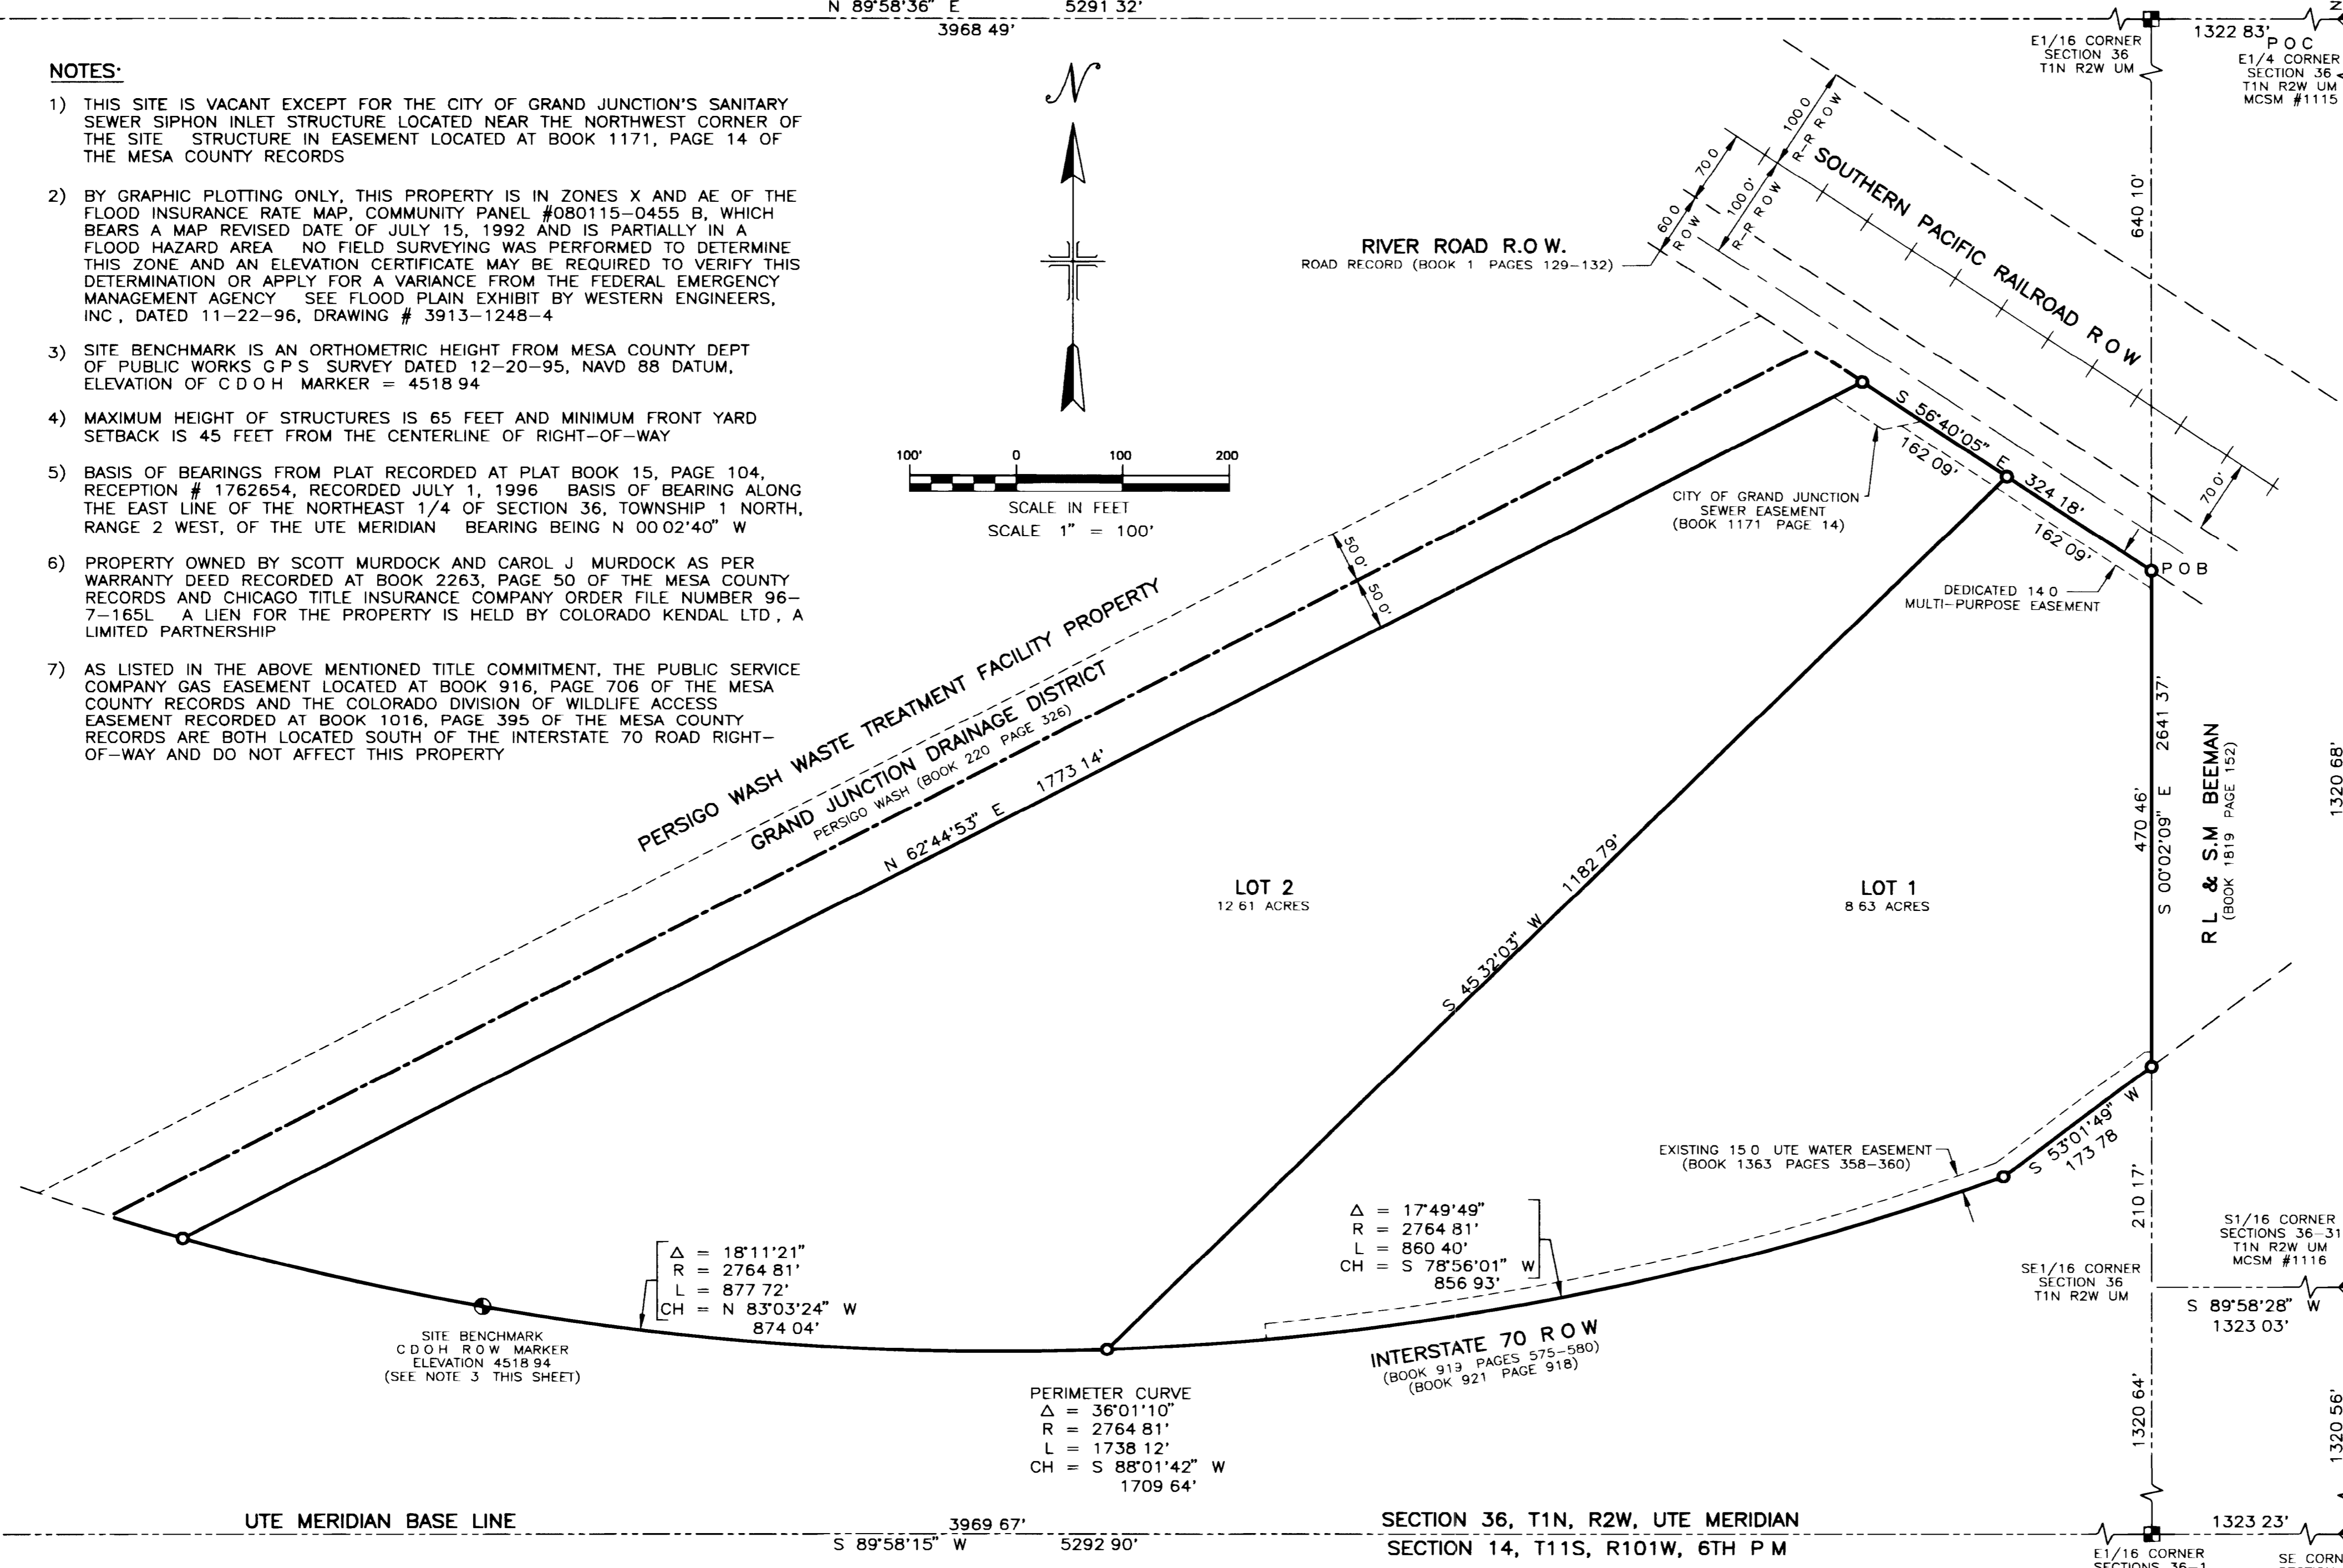 N 89°58'36" E 5291 32'
3968 49'
1322 83'
E1/16 CORNER
SECTION 36
T1N R2W UM
P O C
E1/4 CORNER
SECTION 36
T1N R2W UM
MCSM #1115
NOTES·
1) THIS SITE IS VACANT EXCEPT FOR THE CITY OF GRAND JUNCTION'S SANITARY
SEWER SIPHON INLET STRUCTURE LOCATED NEAR THE NORTHWEST CORNER OF
THE SITE STRUCTURE IN EASEMENT LOCATED AT BOOK 1171, PAGE 14 OF
THE MESA COUNTY RECORDS
2) BY GRAPHIC PLOTTING ONLY, THIS PROPERTY IS IN ZONES X AND AE OF THE
FLOOD INSURANCE RATE MAP, COMMUNITY PANEL #080115-0455 B, WHICH
BEARS A MAP REVISED DATE OF JULY 15, 1992 AND IS PARTIALLY IN A
FLOOD HAZARD AREA NO FIELD SURVEYING WAS PERFORMED TO DETERMINE
THIS ZONE AND AN ELEVATION CERTIFICATE MAY BE REQUIRED TO VERIFY THIS
DETERMINATION OR APPLY FOR A VARIANCE FROM THE FEDERAL EMERGENCY
MANAGEMENT AGENCY SEE FLOOD PLAIN EXHIBIT BY WESTERN ENGINEERS,
INC , DATED 11-22-96, DRAWING # 3913-1248-4
3) SITE BENCHMARK IS AN ORTHOMETRIC HEIGHT FROM MESA COUNTY DEPT
OF PUBLIC WORKS G P S SURVEY DATED 12-20-95, NAVD 88 DATUM,
ELEVATION OF C D O H MARKER = 4518 94
4) MAXIMUM HEIGHT OF STRUCTURES IS 65 FEET AND MINIMUM FRONT YARD
SETBACK IS 45 FEET FROM THE CENTERLINE OF RIGHT-OF-WAY
5) BASIS OF BEARINGS FROM PLAT RECORDED AT PLAT BOOK 15, PAGE 104,
RECEPTION # 1762654, RECORDED JULY 1, 1996 BASIS OF BEARING ALONG
THE EAST LINE OF THE NORTHEAST 1/4 OF SECTION 36, TOWNSHIP 1 NORTH,
RANGE 2 WEST, OF THE UTE MERIDIAN BEARING BEING N 00 02'40" W
6) PROPERTY OWNED BY SCOTT MURDOCK AND CAROL J MURDOCK AS PER
WARRANTY DEED RECORDED AT BOOK 2263, PAGE 50 OF THE MESA COUNTY
RECORDS AND CHICAGO TITLE INSURANCE COMPANY ORDER FILE NUMBER 96-
7-165L A LIEN FOR THE PROPERTY IS HELD BY COLORADO KENDAL LTD , A
LIMITED PARTNERSHIP
7) AS LISTED IN THE ABOVE MENTIONED TITLE COMMITMENT, THE PUBLIC SERVICE
COMPANY GAS EASEMENT LOCATED AT BOOK 916, PAGE 706 OF THE MESA
COUNTY RECORDS AND THE COLORADO DIVISION OF WILDLIFE ACCESS
EASEMENT RECORDED AT BOOK 1016, PAGE 395 OF THE MESA COUNTY
RECORDS ARE BOTH LOCATED SOUTH OF THE INTERSTATE 70 ROAD RIGHT-
OF-WAY AND DO NOT AFFECT THIS PROPERTY
N
100' 0 100 200
SCALE IN FEET
SCALE 1" = 100'
RIVER ROAD R.O W.
ROAD RECORD (BOOK 1 PAGES 129-132)
100 0
R-R ROW
70 0
100.0'
R-R ROW
60 0
ROW
SOUTHERN PACIFIC RAILROAD R O W
640 10'
70 0'
S 56°40'05" E 324 18'
162 09'
162 09'
P O B
CITY OF GRAND JUNCTION
SEWER EASEMENT
(BOOK 1171 PAGE 14)
DEDICATED 14 0
MULTI-PURPOSE EASEMENT
50 0'
50 0'
PERSIGO WASH WASTE TREATMENT FACILITY PROPERTY
GRAND JUNCTION DRAINAGE DISTRICT
PERSIGO WASH (BOOK 220 PAGE 326)
N 62°44'53" E 1773 14'
LOT 2
12 61 ACRES
S 45 32'03" W 1182 79'
LOT 1
8 63 ACRES
470 46'
S 00°02'09" E 2641 37'
R L & S.M BEEMAN
(BOOK 1819 PAGE 152)
1320 68'
S 53°01'49" W
173 78
EXISTING 15 0 UTE WATER EASEMENT
(BOOK 1363 PAGES 358-360)
210 17'
S1/16 CORNER
SECTIONS 36-31
T1N R2W UM
MCSM #1116
SE1/16 CORNER
SECTION 36
T1N R2W UM
S 89°58'28" W
1323 03'
Δ = 17°49'49"
R = 2764 81'
L = 860 40'
CH = S 78°56'01" W
856 93'
Δ = 18°11'21"
R = 2764 81'
L = 877 72'
CH = N 83°03'24" W
874 04'
SITE BENCHMARK
C D O H R O W MARKER
ELEVATION 4518 94
(SEE NOTE 3 THIS SHEET)
INTERSTATE 70 R O W
(BOOK 919 PAGES 575-580)
(BOOK 921 PAGE 918)
PERIMETER CURVE
Δ = 36°01'10"
R = 2764 81'
L = 1738 12'
CH = S 88°01'42" W
1709 64'
1320 64'
1320 56'
UTE MERIDIAN BASE LINE
3969 67'
S 89°58'15" W 5292 90'
SECTION 36, T1N, R2W, UTE MERIDIAN
SECTION 14, T11S, R101W, 6TH P M
1323 23'
E1/16 CORNER
SECTIONS 36-1
SE CORN